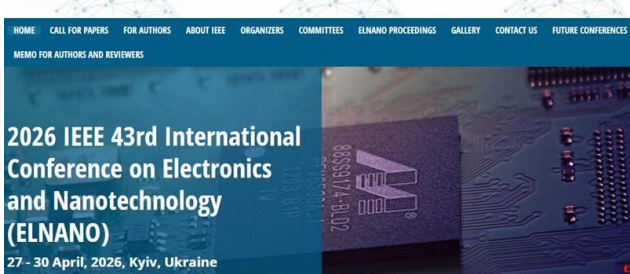 HOME CALL FOR PAPERS FOR AUTHORS ABOUT IEEE ORGANIZERS COMMITTEES ELNANO PROCEEDINGS GALLERY CONTACT US FUTURE CONFERENCES
MEMO FOR AUTHORS AND REVIEWERS
2026 IEEE 43rd International
Conference on Electronics
and Nanotechnology
(ELNANO)
27 - 30 April, 2026, Kyiv, Ukraine
88SS9174-BLD2